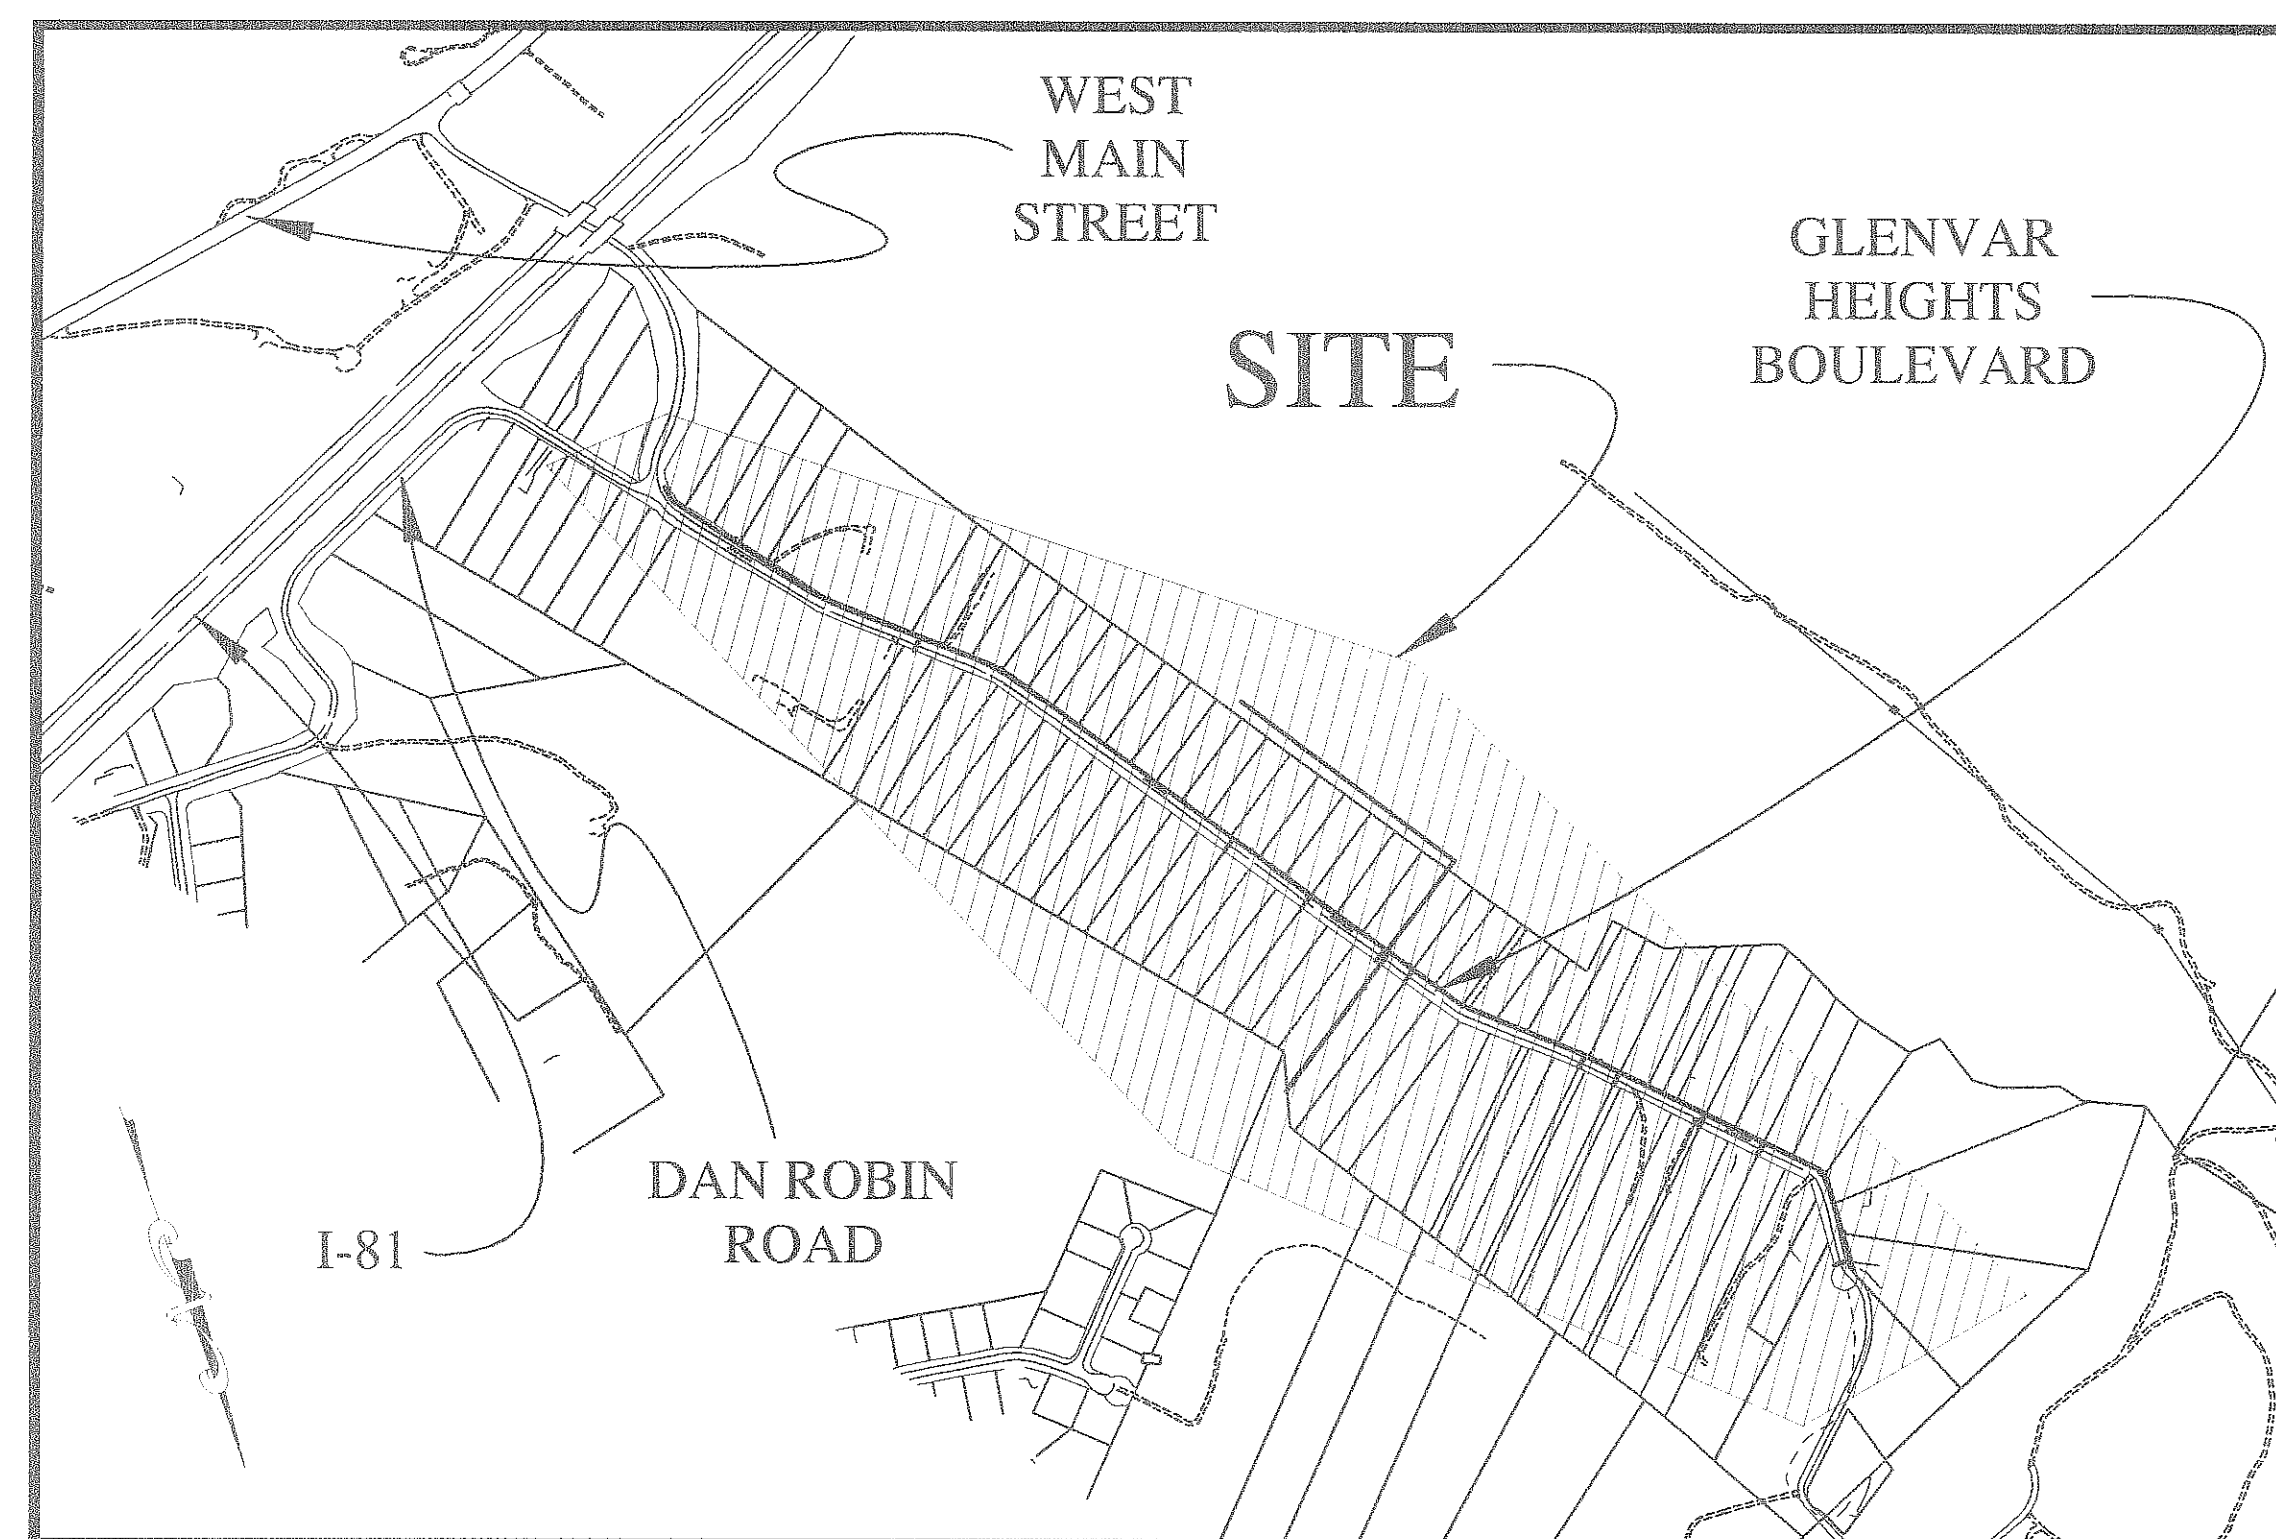 WEST
MAIN
STREET
GLENVAR
HEIGHTS
BOULEVARD
SITE
DAN ROBIN
ROAD
I-81